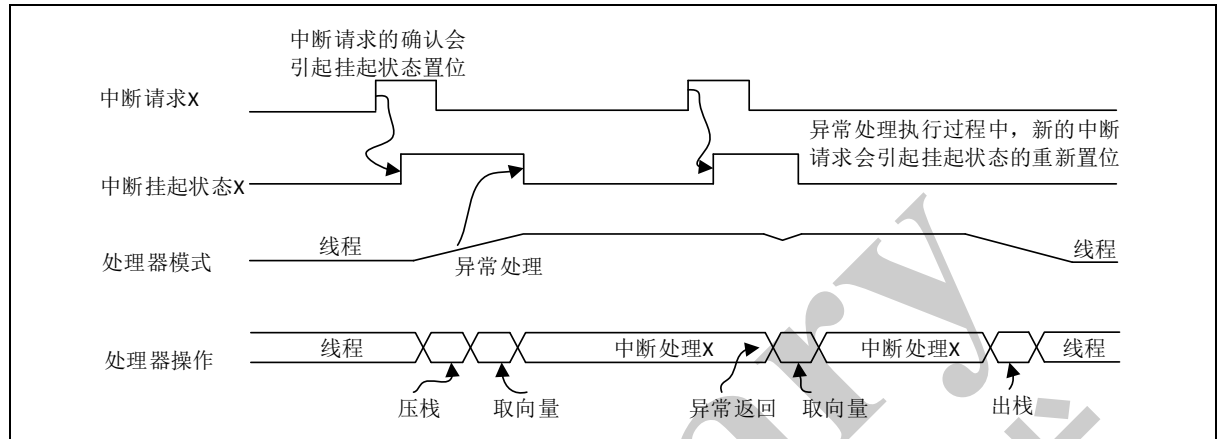 中断请求的确认会
引起挂起状态置位
中断请求X
异常处理执行过程中，新的中断
请求会引起挂起状态的重新置位
中断挂起状态X
线程
线程
处理器模式
异常处理
线程
中断处理X
中断处理X
线程
处理器操作
压栈
取向量
异常返回
取向量
出栈